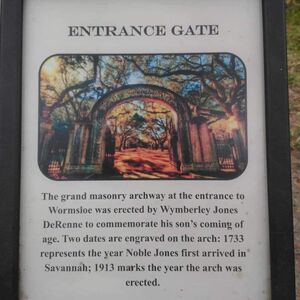 ENTRANCE GATE
The grand masonry archway at the entrance to
Wormsloe was erected by Wymberley Jones
DeRenne to commemorate his son's coming of
age. Two dates are engraved on the arch: 1733
represents the year Noble Jones first arrived in
Savannah; 1913 marks the year the arch was
erected.